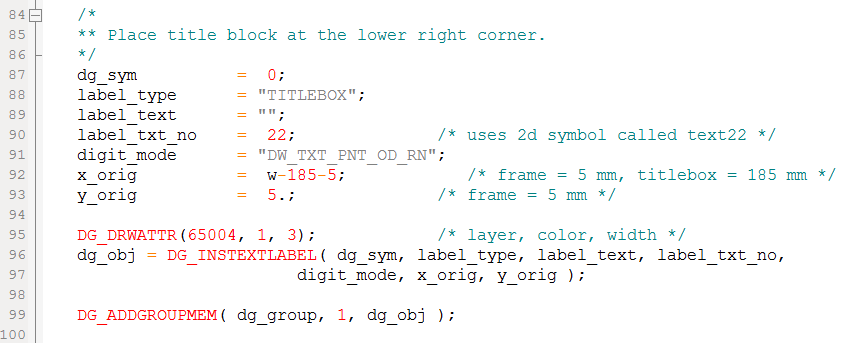 84 /*
85 ** Place title block at the lower right corner.
86 */
87 dg_sym = 0;
88 label_type = "TITLEBOX";
89 label_text = "";
90 label_txt_no = 22; /* uses 2d symbol called text22 */
91 digit_mode = "DW_TXT_PNT_OD_RN";
92 x_orig = w-185-5; /* frame = 5 mm, titlebox = 185 mm */
93 y_orig = 5.; /* frame = 5 mm */
94
95 DG_DRWATTR(65004, 1, 3); /* layer, color, width */
96 dg_obj = DG_INSTEXTLABEL( dg_sym, label_type, label_text, label_txt_no,
97 digit_mode, x_orig, y_orig );
98
99 DG_ADDGROUPMEM( dg_group, 1, dg_obj );
100